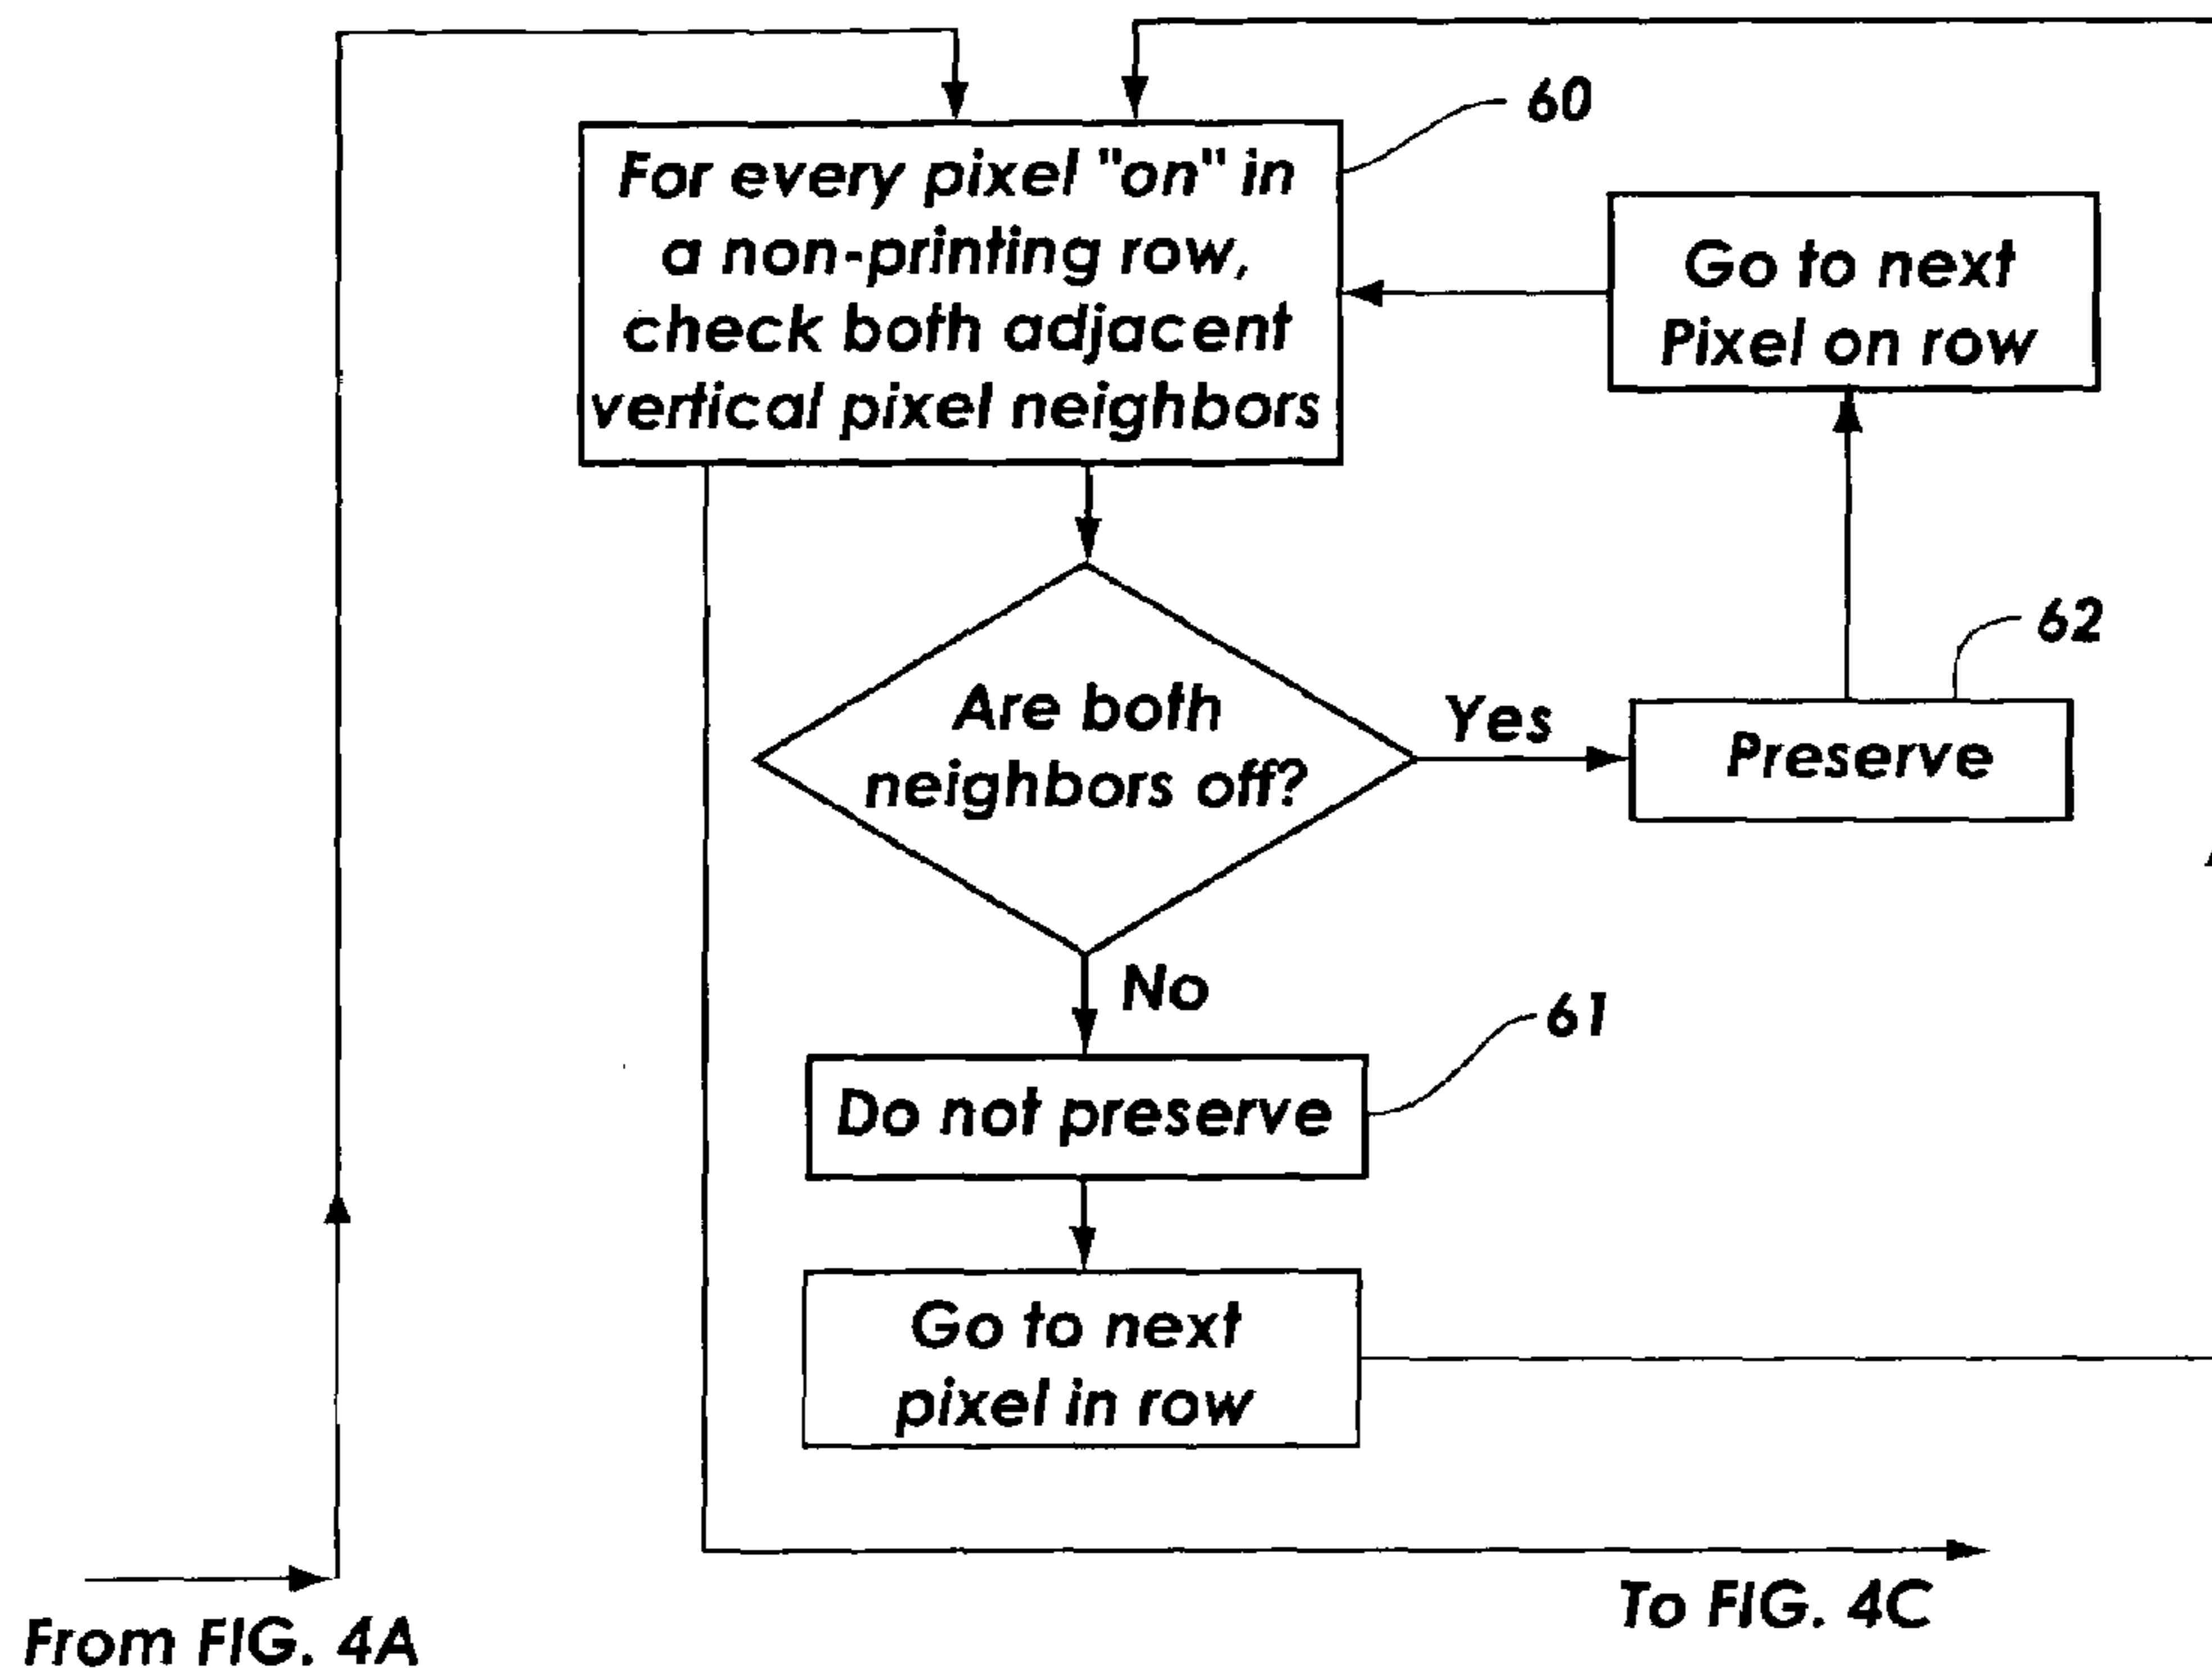 60
For every pixel "on" in
a non-printing row,
check both adjacent
vertical pixel neighbors
Go to next
Pixel on row
62
Are both
neighbors off?
Yes
Preserve
No
61
Do not preserve
Go to next
pixel in row
To FIG. 4C
From FIG. 4A